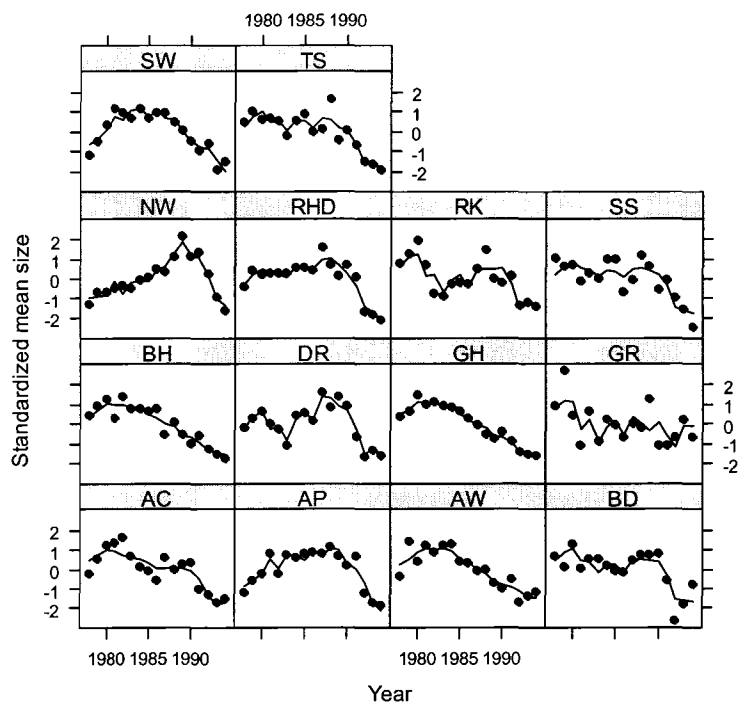 1980 1985 1990
SW TS
2
1
0
-1
-2
NW RHD RK SS
2
1
0
-1
-2
BH DR GH GR
2
1
0
-1
-2
AC AP AW BD
2
1
0
-1
-2
1980 1985 1990 1980 1985 1990
Standardized mean size
Year